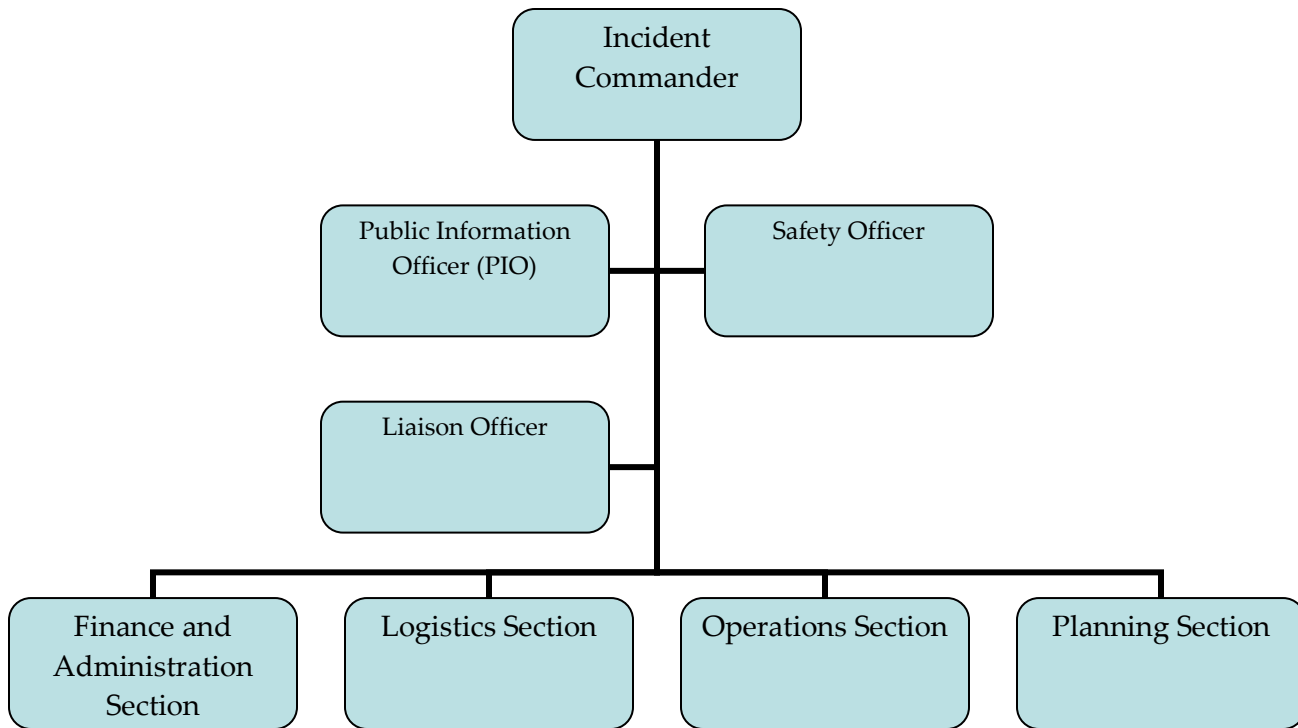 Incident
Commander
Public Information
Officer (PIO)
Safety Officer
Liaison Officer
Finance and
Administration
Section
Logistics Section
Operations Section
Planning Section